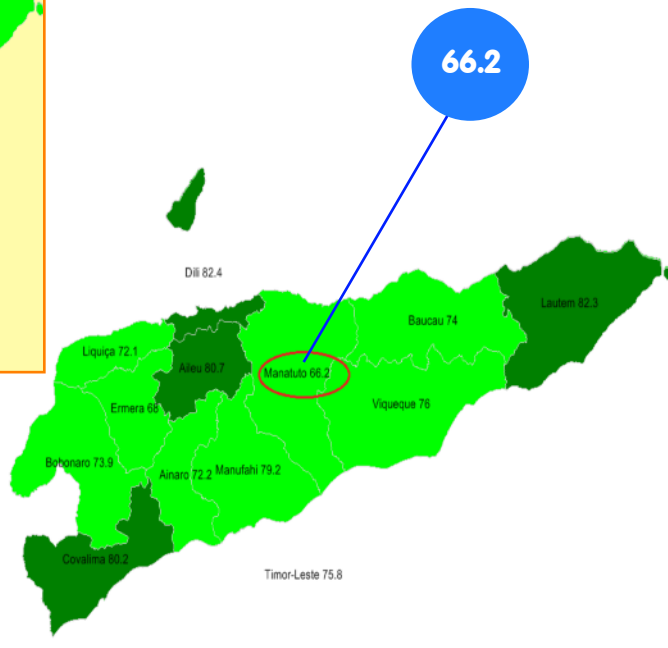 66.2
Dili 82.4
Lautem 82.3
Baucau 74
Liquiça 72.1
Aileu 80.7
Manatuto 66.2
Ermera 68
Viqueque 76
Bobonaro 73.9
Ainaro 72.2
Manufahi 79.2
Covalima 80.2
Timor-Leste 75.8